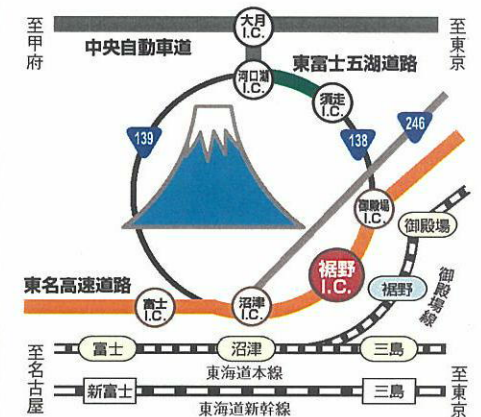 至甲府
大月
I.C.
至東京
中央自動車道
河口湖
I.C.
東富士五湖道路
須走
I.C.
139
138
246
御殿場
I.C.
御殿場
裾野
I.C.
裾野
御殿場線
東名高速道路
富士
I.C.
沼津
I.C.
至名古屋
富士
沼津
三島
東海道本線
至東京
新富士
三島
東海道新幹線